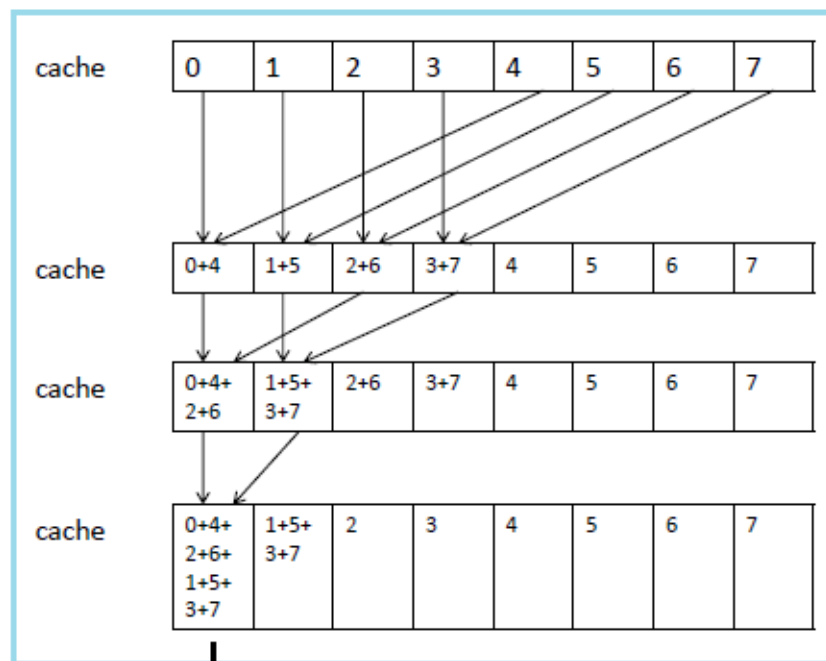 cache 0 1 2 3 4 5 6 7
cache 0+4 1+5 2+6 3+7 4 5 6 7
cache 0+4+ 1+5+ 2+6 3+7 4 5 6 7
2+6 3+7
cache 0+4+ 1+5+ 2 3 4 5 6 7
2+6+ 3+7
1+5+
3+7